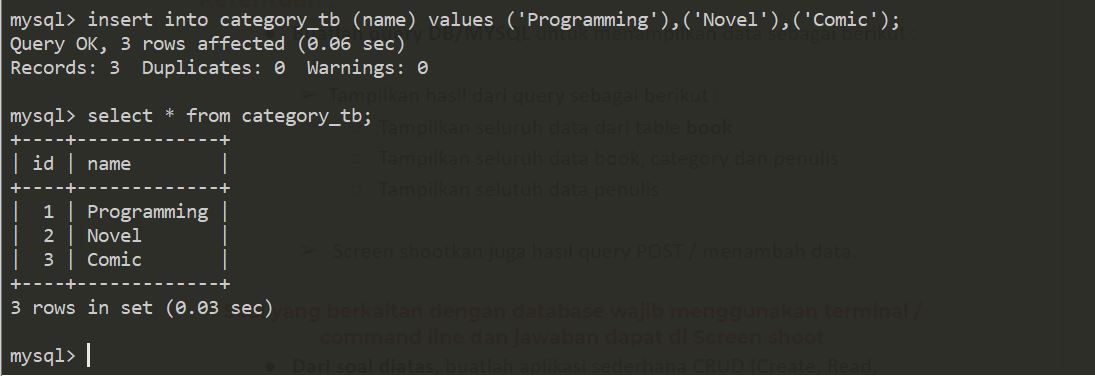 mysql> insert into category_tb (name) values ('Programming'),('Novel'),('Comic');
Query OK, 3 rows affected (0.06 sec)
query DB/MYSQL untuk menampilkan data sebagai berikut
Records: 3  Duplicates: 0  Warnings: 0
➢ Tampilkan hasil dari query sebagai berikut :
mysql> select * from category_tb;
○ Tampilkan seluruh data dari table book
+----+-------------+
| id | name        |
○ Tampilkan seluruh data book, category dan penulis
+----+-------------+
○ Tampilkan selutuh data penulis
|  1 | Programming |
|  2 | Novel       |
➢ Screen shootkan juga hasil query POST / menambah data.
|  3 | Comic       |
+----+-------------+
3 rows in set (0.03 sec)
yang berkaitan dengan database wajib menggunakan terminal /
command line dan jawaban dapat di Screen shoot
mysql>
● Dari soal diatas, buatlah aplikasi sederhana CRUD (Create, Read,